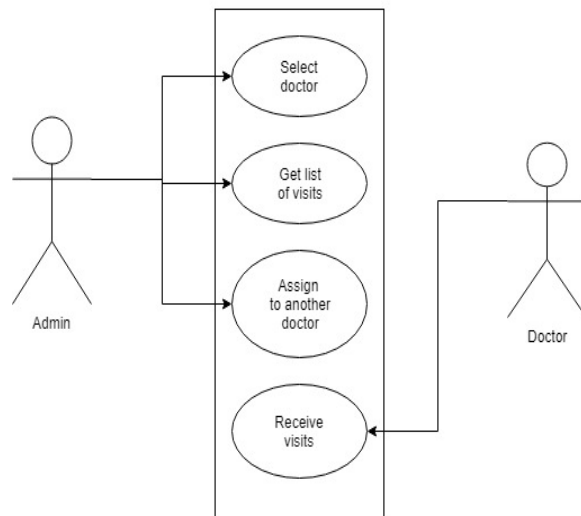 Select
doctor
Get list
of visits
Assign
to another
doctor
Receive
visits
Admin
Doctor